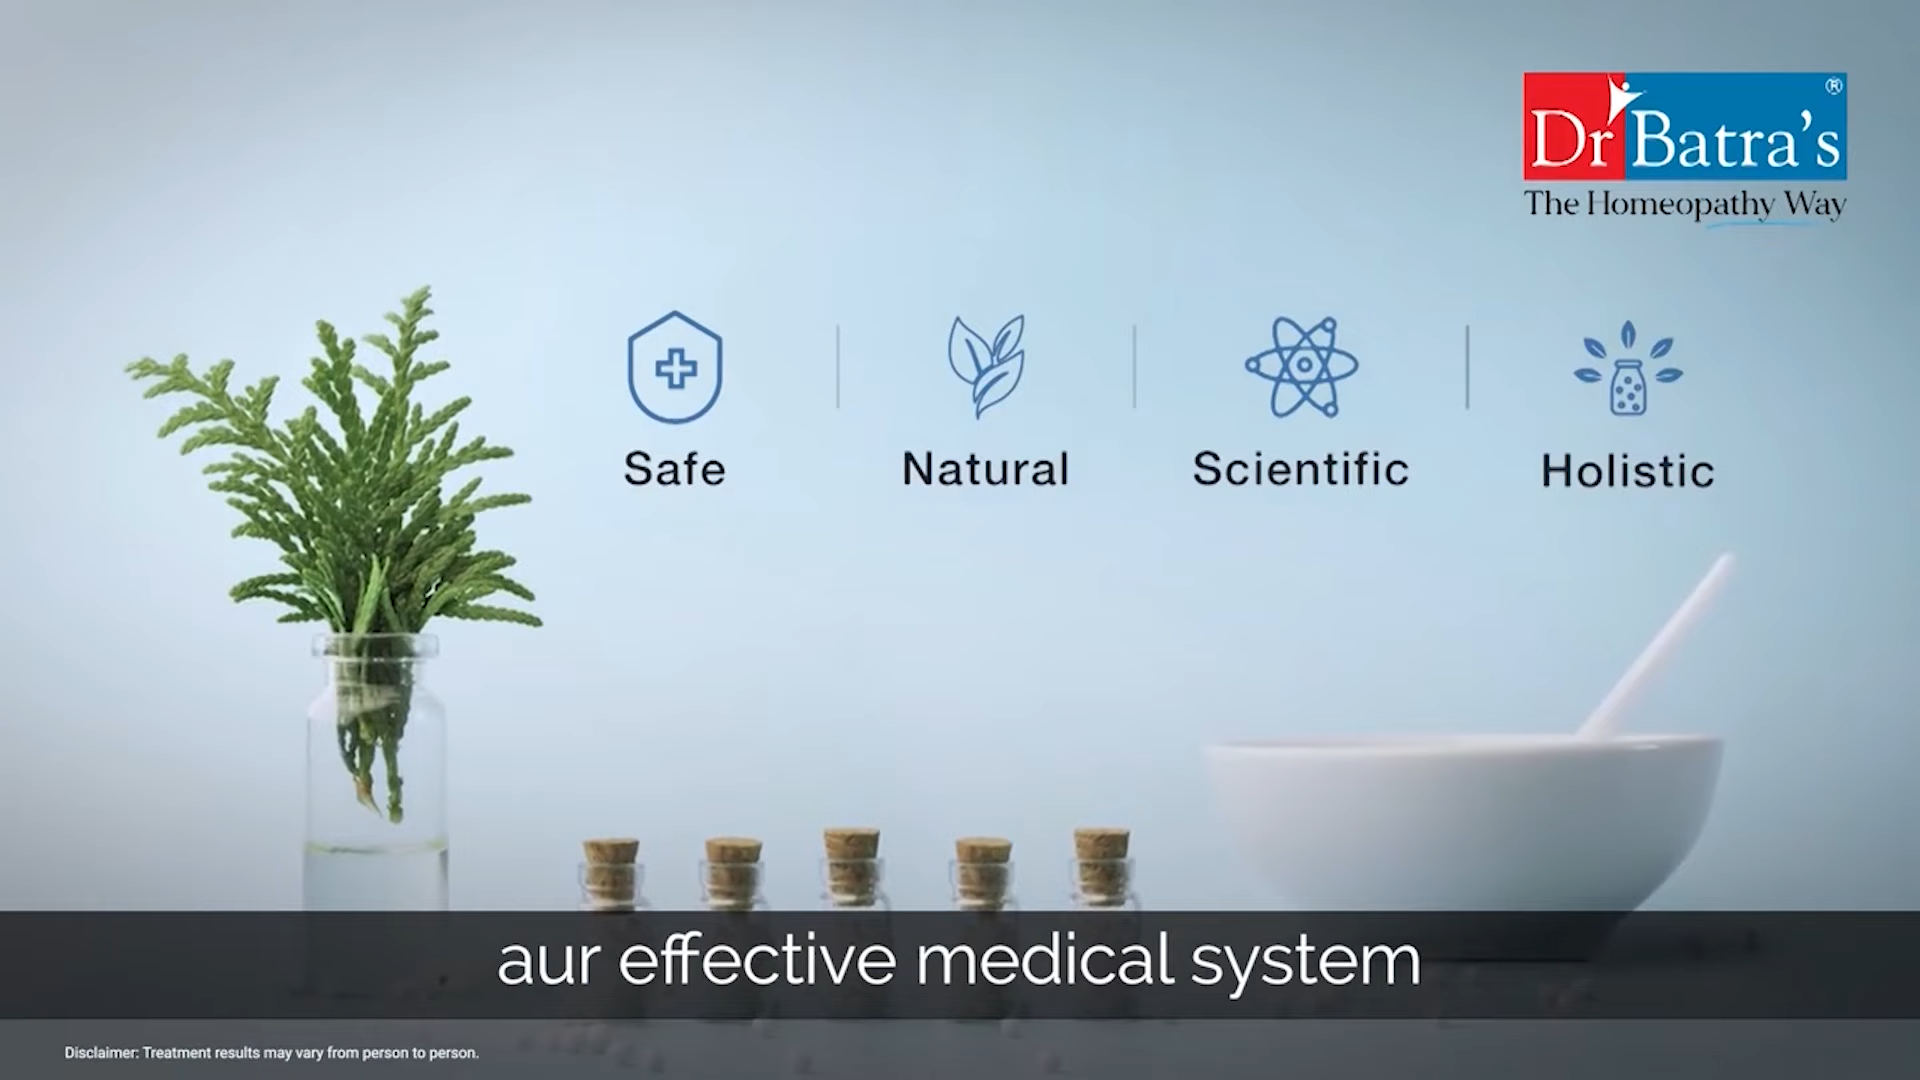 Dr Batra's ®
The Homeopathy Way
Safe
Natural
Scientific
Holistic
aur effective medical system
Disclaimer: Treatment results may vary from person to person.